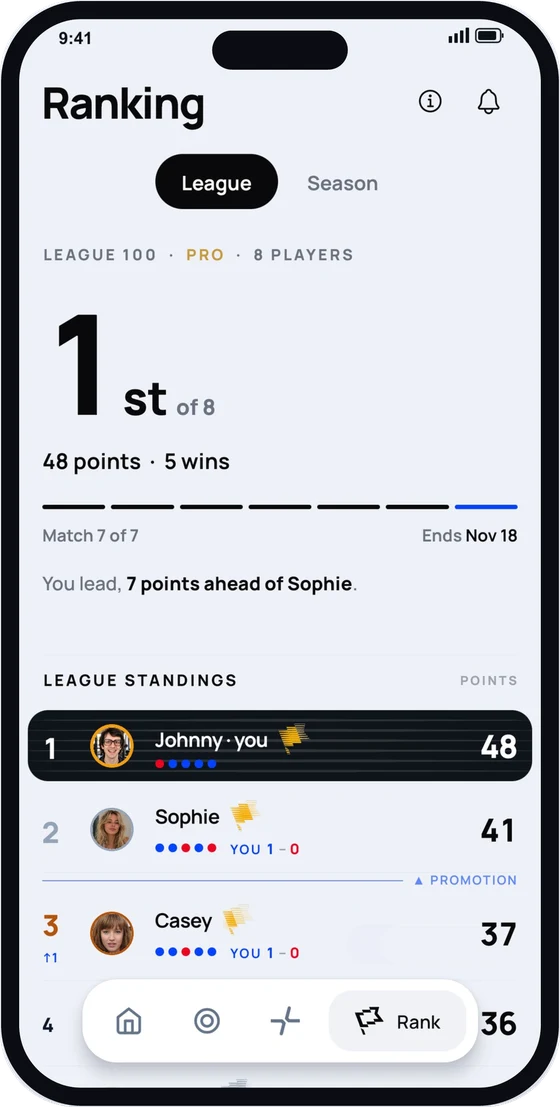 9:41
Ranking
League Season
LEAGUE 100 · PRO · 8 PLAYERS
1 st of 8
48 points · 5 wins
Match 7 of 7 Ends Nov 18
You lead, 7 points ahead of Sophie.
LEAGUE STANDINGS POINTS
1 Johnny · you 48
2 Sophie 41
YOU 1 – 0
▲ PROMOTION
3 Casey 37
↑1 YOU 1 – 0
4 36
Rank